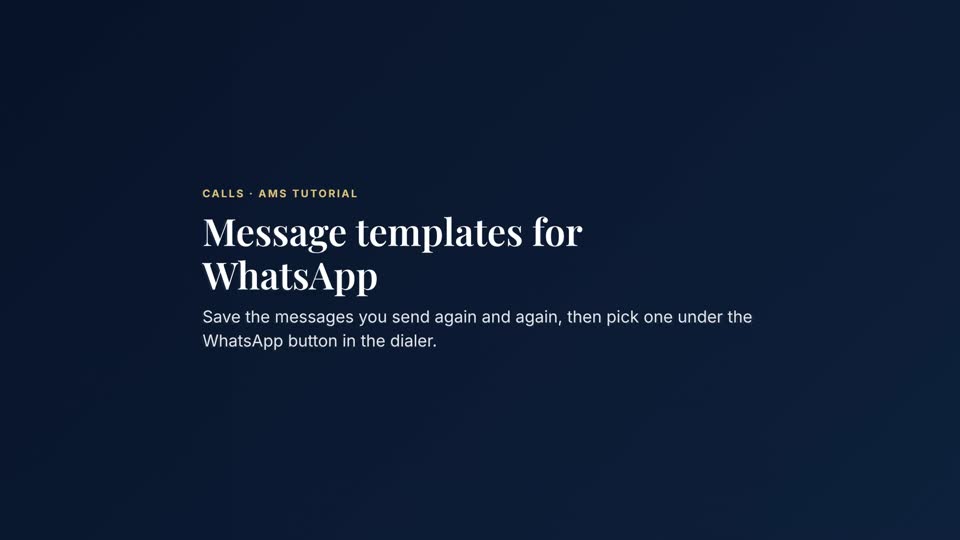 CALLS · AMS TUTORIAL
Message templates for
WhatsApp
Save the messages you send again and again, then pick one under the
WhatsApp button in the dialer.